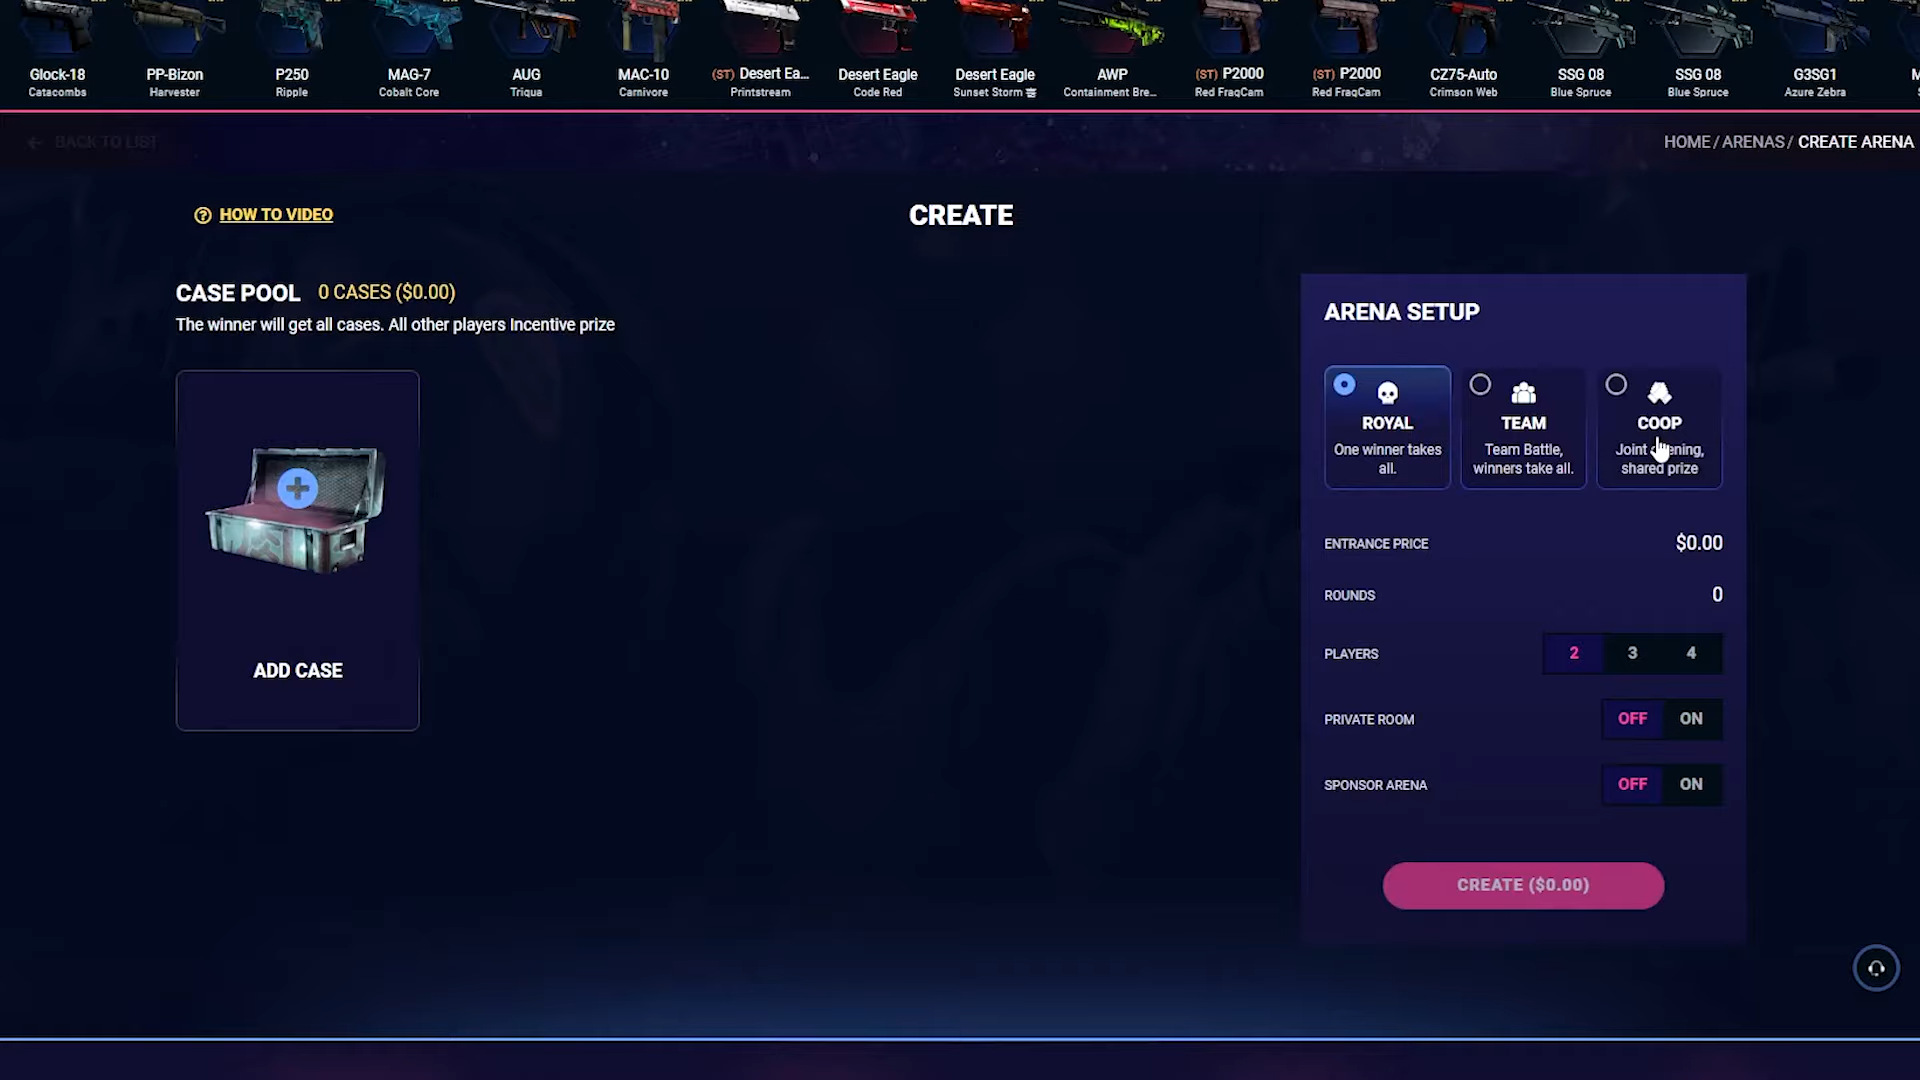 Glock-18
Catacombs
PP-Bizon
Harvester
P250
Ripple
MAG-7
Cobalt Core
AUG
Triqua
MAC-10
Carnivore
(ST) Desert Ea...
Printstream
Desert Eagle
Code Red
Desert Eagle
Sunset Storm 壱
AWP
Containment Bre...
(ST) P2000
Red FragCam
(ST) P2000
Red FragCam
CZ75-Auto
Crimson Web
SSG 08
Blue Spruce
SSG 08
Blue Spruce
G3SG1
Azure Zebra
BACK TO LIST
HOME / ARENAS / CREATE ARENA
HOW TO VIDEO
CREATE
CASE POOL 0 CASES ($0.00)
The winner will get all cases. All other players Incentive prize
ADD CASE
ARENA SETUP
ROYAL
One winner takes
all.
TEAM
Team Battle,
winners take all.
COOP
Joint opening,
shared prize
ENTRANCE PRICE $0.00
ROUNDS 0
PLAYERS 2 3 4
PRIVATE ROOM OFF ON
SPONSOR ARENA OFF ON
CREATE ($0.00)